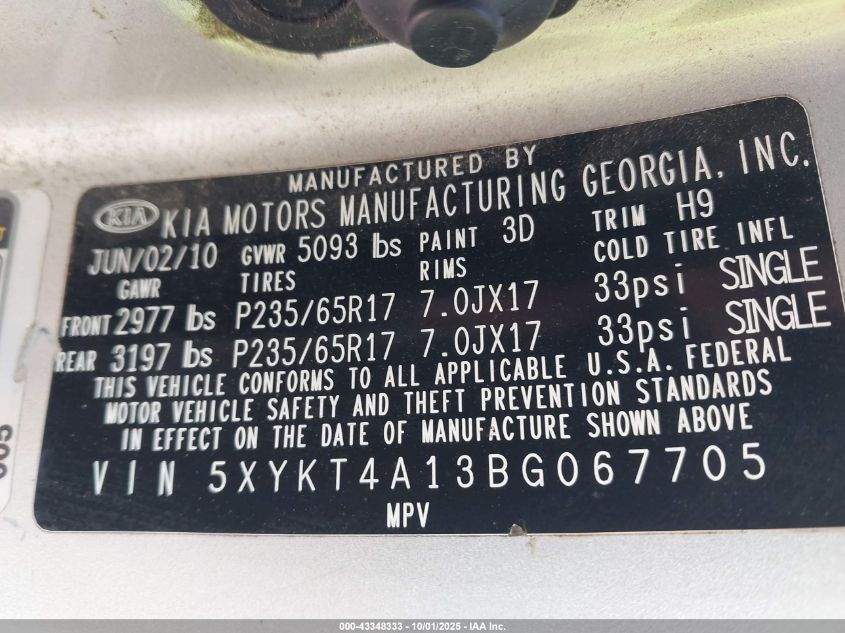 MANUFACTURED BY
KIA KIA MOTORS MANUFACTURING GEORGIA, INC.
JUN/02/10 GVWR 5093 lbs PAINT 3D TRIM H9
GAWR TIRES RIMS COLD TIRE INFL
FRONT 2977 lbs P235/65R17 7.0JX17 33psi SINGLE
REAR 3197 lbs P235/65R17 7.0JX17 33psi SINGLE
THIS VEHICLE CONFORMS TO ALL APPLICABLE U.S.A. FEDERAL
MOTOR VEHICLE SAFETY AND THEFT PREVENTION STANDARDS
IN EFFECT ON THE DATE OF MANUFACTURE SHOWN ABOVE
VIN 5XYKT4A13BG067705
MPV
000-43348333 - 10/01/2025 - IAA Inc.